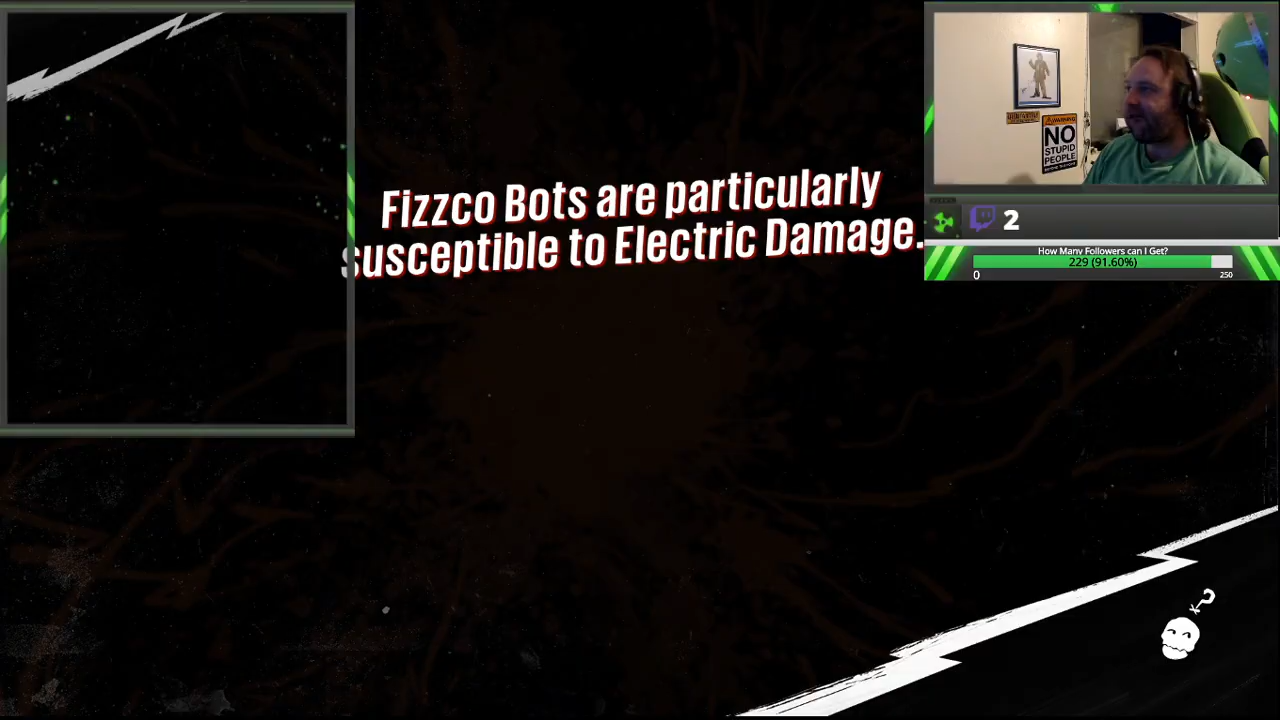 Fizzco Bots are particularly
susceptible to Electric Damage.
WARNING
NO
STUPID
PEOPLE
2
How Many Followers can I Get?
229 (91.60%)
0
250